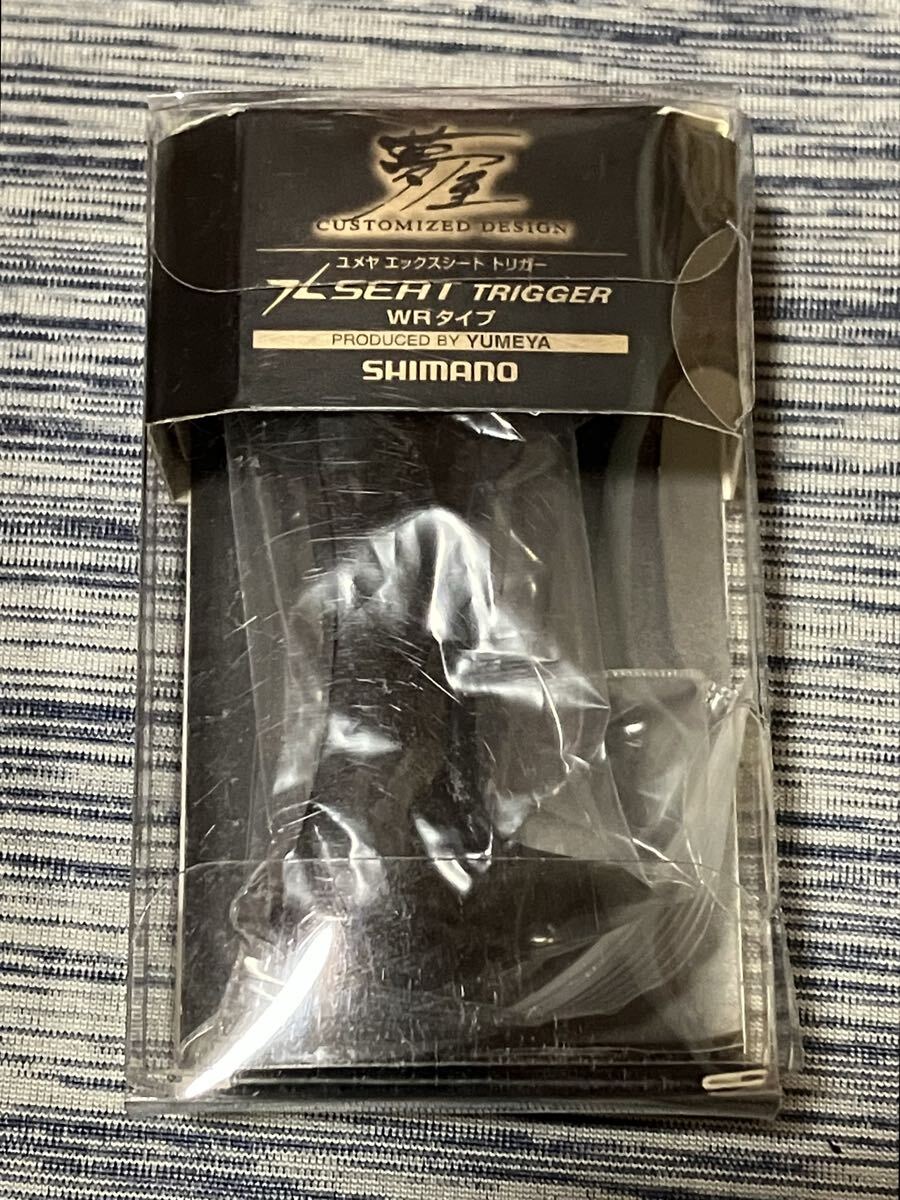 夢屋
CUSTOMIZED DESIGN
ユメヤ エックスシート トリガー
X SEAT TRIGGER
WRタイプ
PRODUCED BY YUMEYA
SHIMANO